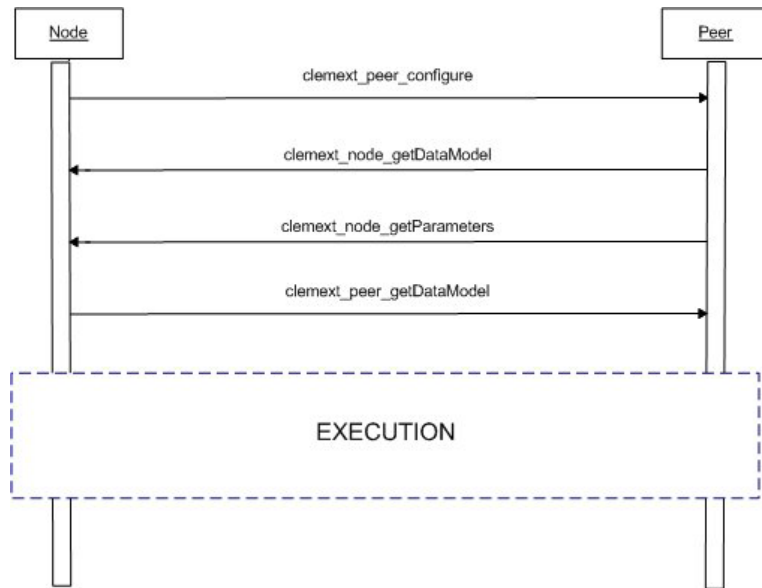 Node
Peer
clemext_peer_configure
clemext_node_getDataModel
clemext_node_getParameters
clemext_peer_getDataModel
EXECUTION